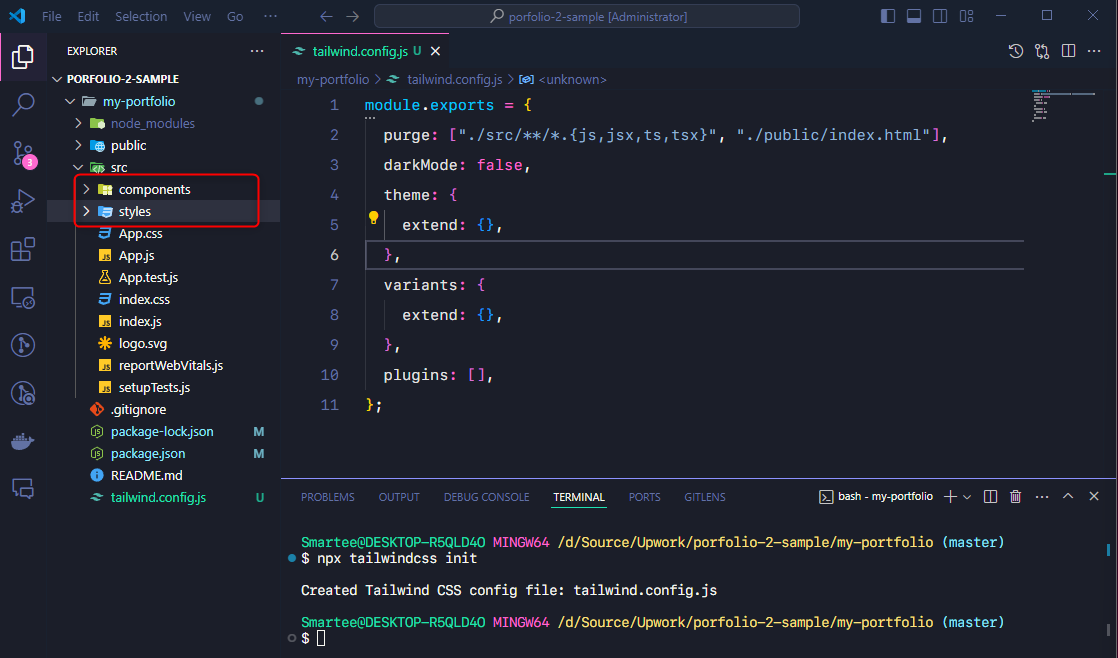 File Edit Selection View Go ··· porfolio-2-sample [Administrator]
EXPLORER
PORFOLIO-2-SAMPLE
my-portfolio
node_modules
public
src
components
styles
App.css
App.js
App.test.js
index.css
index.js
logo.svg
reportWebVitals.js
setupTests.js
.gitignore
package-lock.json M
package.json M
README.md
tailwind.config.js U
3
tailwind.config.js U
my-portfolio > tailwind.config.js > <unknown>
1 module.exports = {
2 purge: ["./src/**/*.{js,jsx,ts,tsx}", "./public/index.html"],
3 darkMode: false,
4 theme: {
5 extend: {},
6 },
7 variants: {
8 extend: {},
9 },
10 plugins: [],
11 };
PROBLEMS OUTPUT DEBUG CONSOLE TERMINAL PORTS GITLENS bash - my-portfolio
Smartee@DESKTOP-R5QLD4O MINGW64 /d/Source/Upwork/porfolio-2-sample/my-portfolio (master)
$ npx tailwindcss init
Created Tailwind CSS config file: tailwind.config.js
Smartee@DESKTOP-R5QLD4O MINGW64 /d/Source/Upwork/porfolio-2-sample/my-portfolio (master)
$